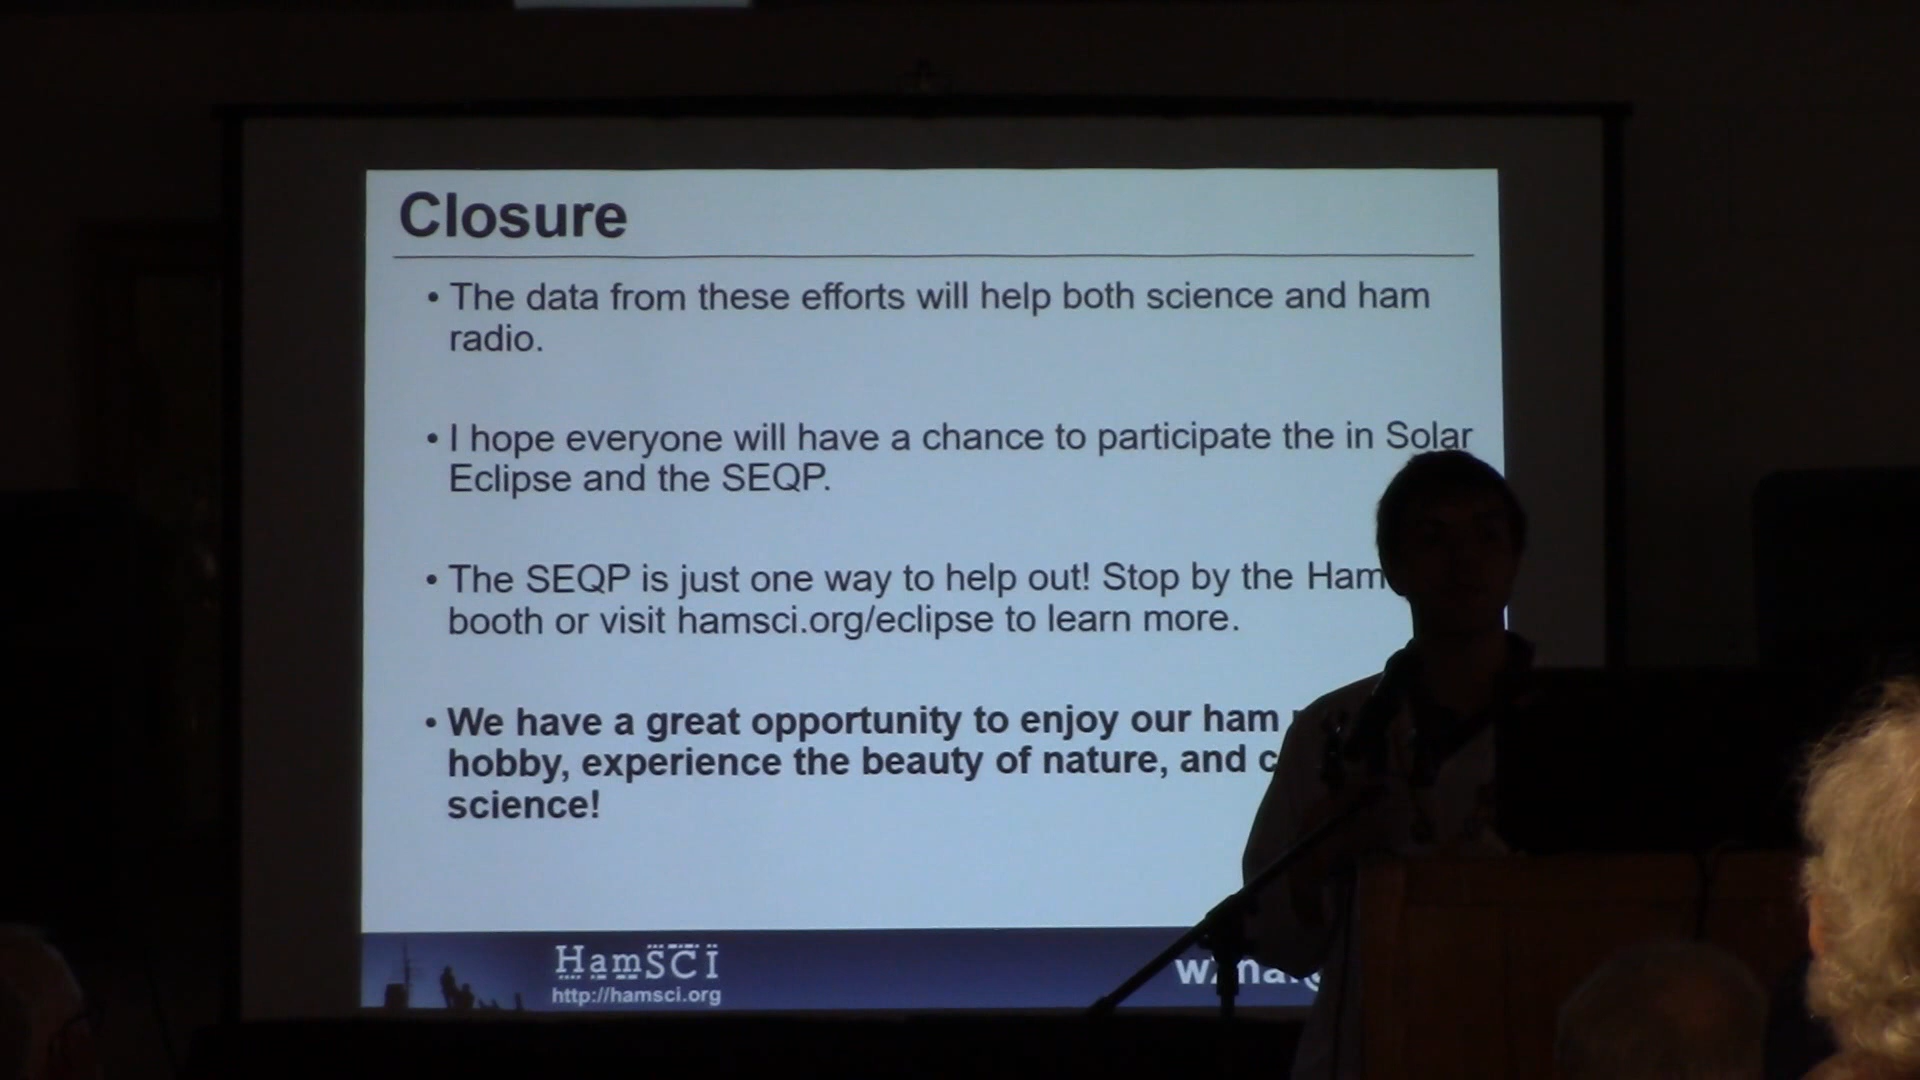 Closure
• The data from these efforts will help both science and ham
radio.
• I hope everyone will have a chance to participate the in Solar
Eclipse and the SEQP.
• The SEQP is just one way to help out! Stop by the Ham
booth or visit hamsci.org/eclipse to learn more.
• We have a great opportunity to enjoy our ham
hobby, experience the beauty of nature, and
science!
HamSCI
http://hamsci.org